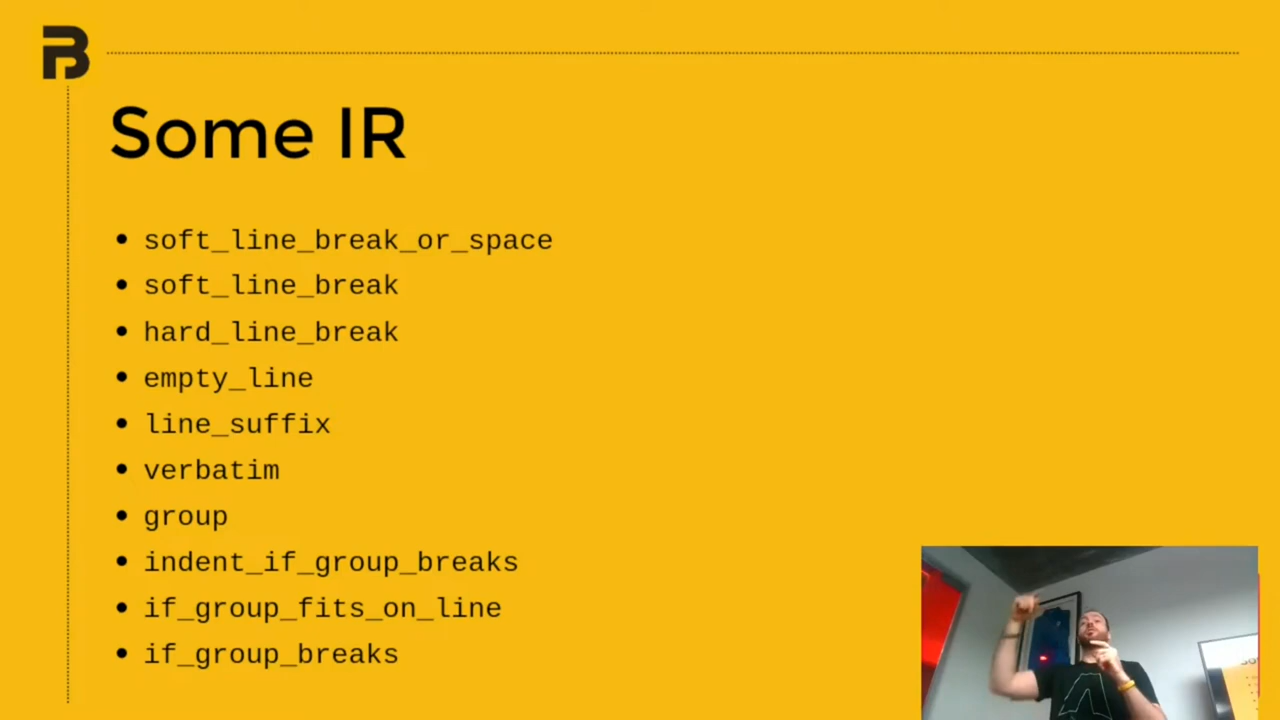 Some IR
soft_line_break_or_space
soft_line_break
hard_line_break
empty_line
line_suffix
verbatim
group
indent_if_group_breaks
if_group_fits_on_line
if_group_breaks